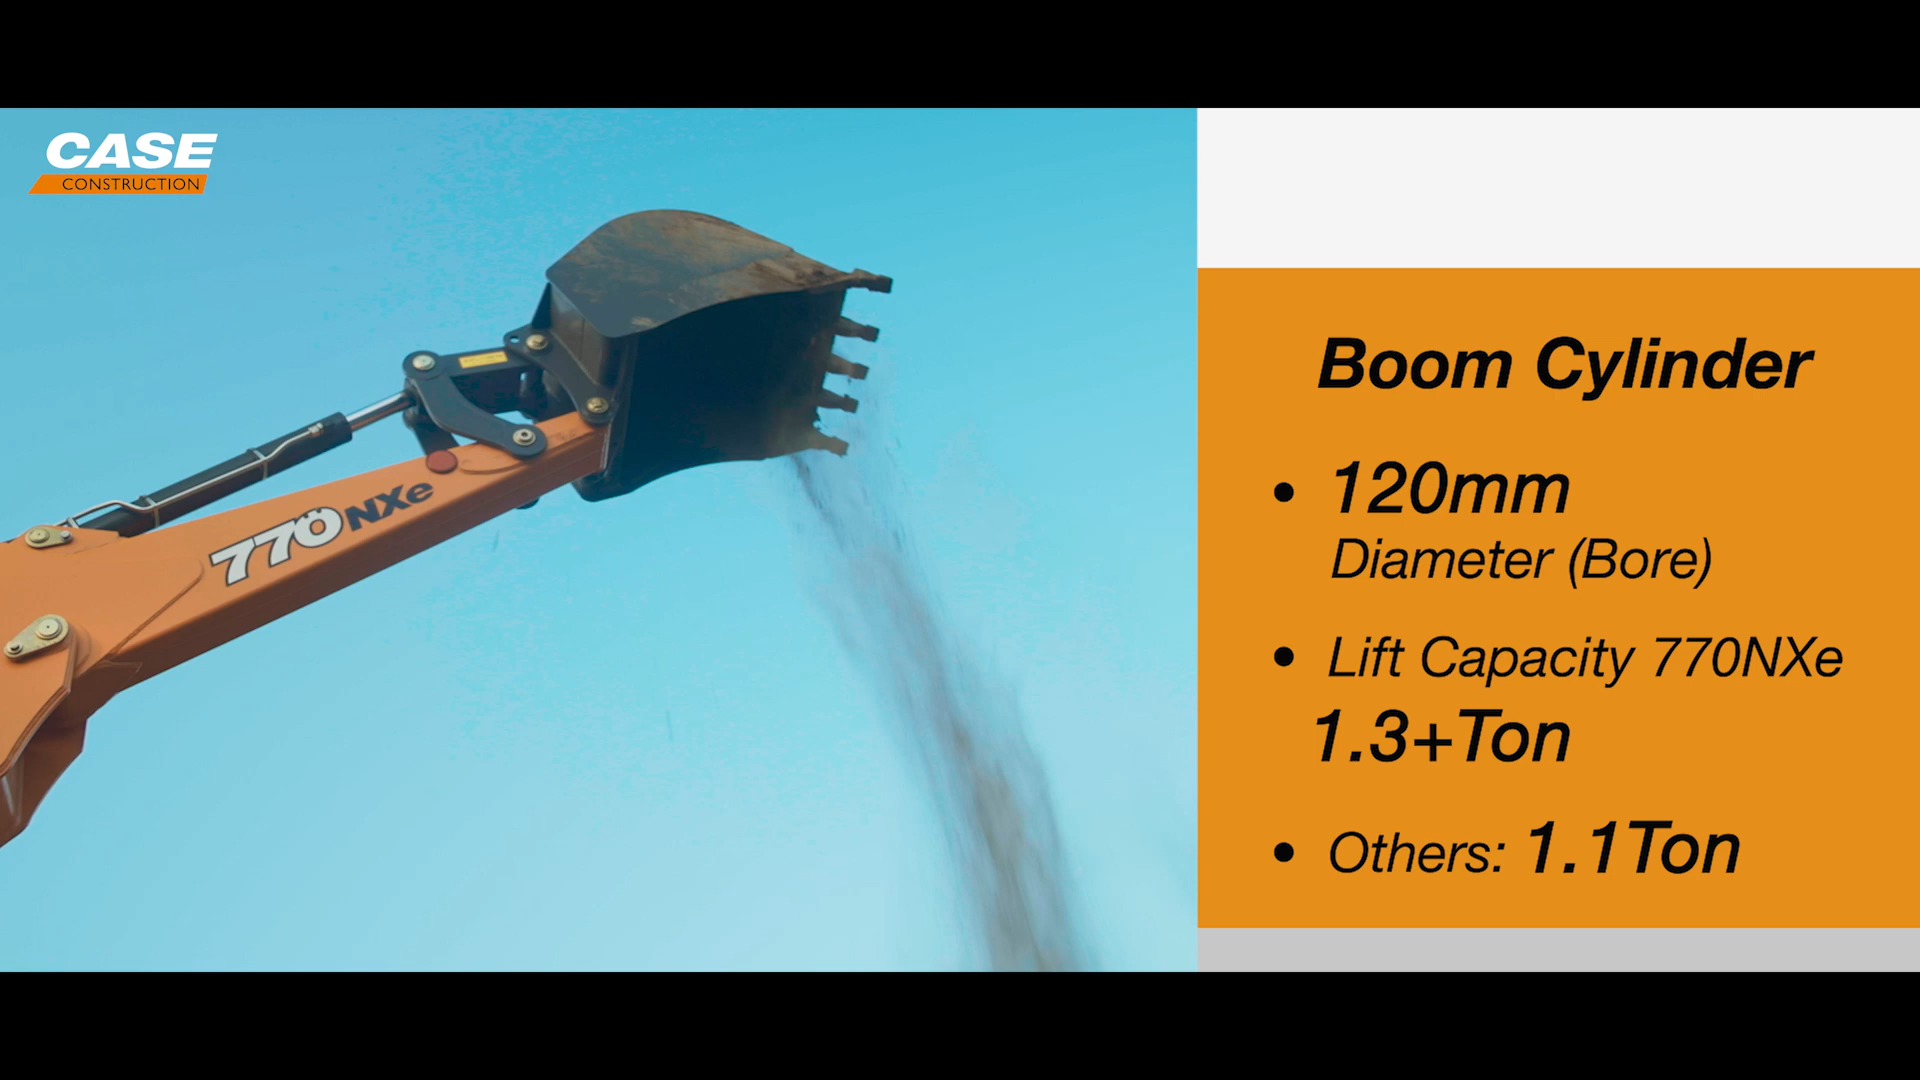 CASE
CONSTRUCTION
770NXe
Boom Cylinder
• 120mm
Diameter (Bore)
• Lift Capacity 770NXe
1.3+Ton
• Others: 1.1Ton